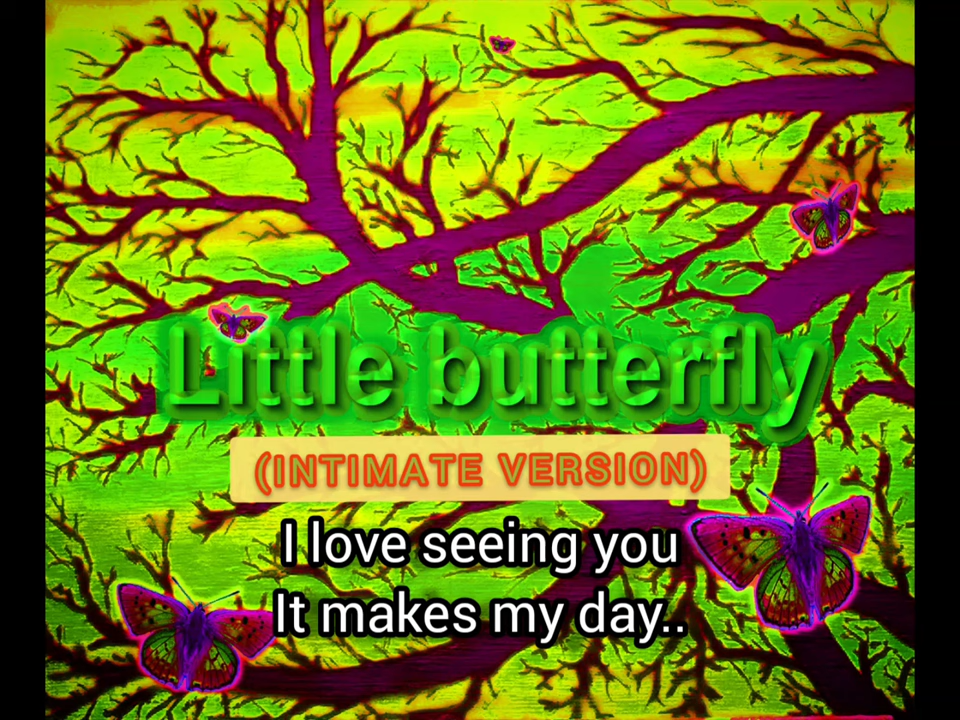 Little butterfly
(INTIMATE VERSION)
I love seeing you
It makes my day..